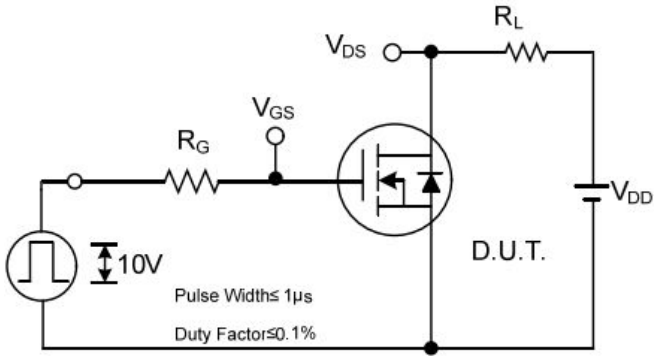 R_L
V_DS
V_GS
R_G
V_DD
D.U.T.
10V
Pulse Width≤ 1μs
Duty Factor≤0.1%